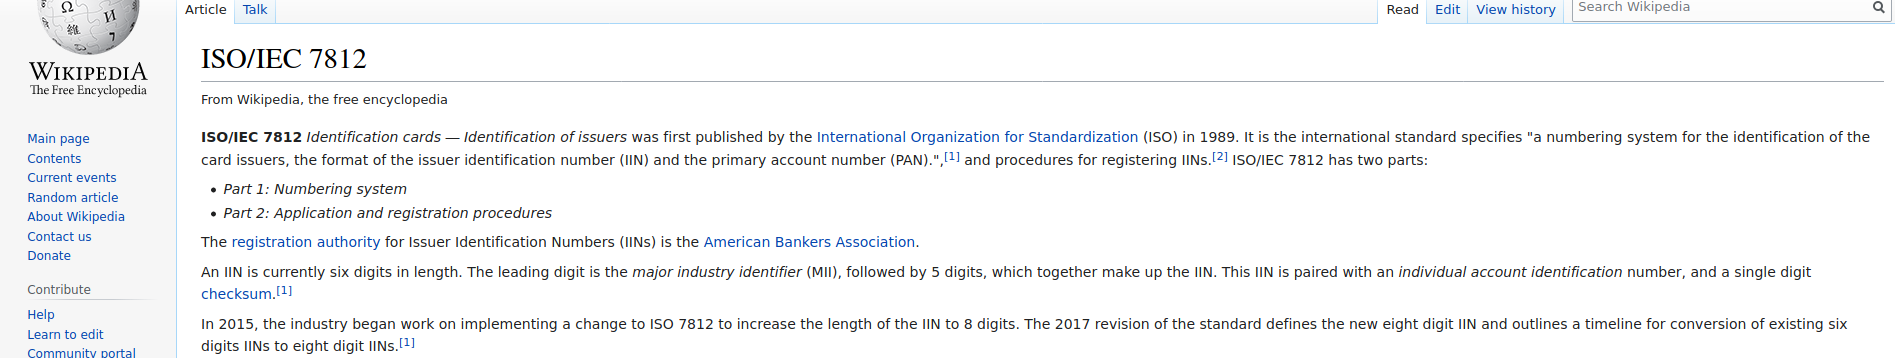 Article Talk Read Edit View history Search Wikipedia
Ω И 維 7
WIKIPEDIA
The Free Encyclopedia
Main page
Contents
Current events
Random article
About Wikipedia
Contact us
Donate
Contribute
Help
Learn to edit
Community portal
ISO/IEC 7812
From Wikipedia, the free encyclopedia
ISO/IEC 7812 Identification cards — Identification of issuers was first published by the International Organization for Standardization (ISO) in 1989. It is the international standard specifies "a numbering system for the identification of the
card issuers, the format of the issuer identification number (IIN) and the primary account number (PAN).",[1] and procedures for registering IINs.[2] ISO/IEC 7812 has two parts:
• Part 1: Numbering system
• Part 2: Application and registration procedures
The registration authority for Issuer Identification Numbers (IINs) is the American Bankers Association.
An IIN is currently six digits in length. The leading digit is the major industry identifier (MII), followed by 5 digits, which together make up the IIN. This IIN is paired with an individual account identification number, and a single digit
checksum.[1]
In 2015, the industry began work on implementing a change to ISO 7812 to increase the length of the IIN to 8 digits. The 2017 revision of the standard defines the new eight digit IIN and outlines a timeline for conversion of existing six
digits IINs to eight digit IINs.[1]